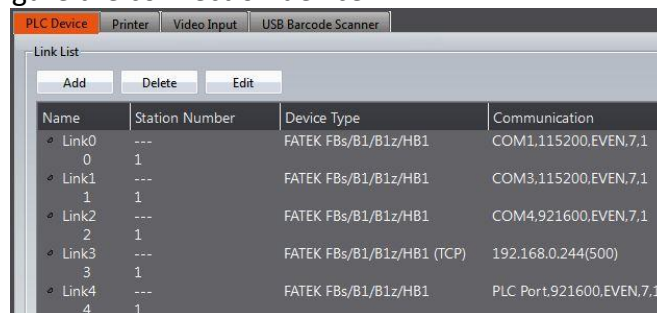 PLC Device Printer Video Input USB Barcode Scanner
Link List
Add Delete Edit
Name Station Number Device Type Communication
Link0 --- FATEK FBs/B1/B1z/HB1 COM1,115200,EVEN,7,1
0 1
Link1 --- FATEK FBs/B1/B1z/HB1 COM3,115200,EVEN,7,1
1 1
Link2 --- FATEK FBs/B1/B1z/HB1 COM4,921600,EVEN,7,1
2 1
Link3 --- FATEK FBs/B1/B1z/HB1 (TCP) 192.168.0.244(500)
3 1
Link4 --- FATEK FBs/B1/B1z/HB1 PLC Port,921600,EVEN,7,1
4 1